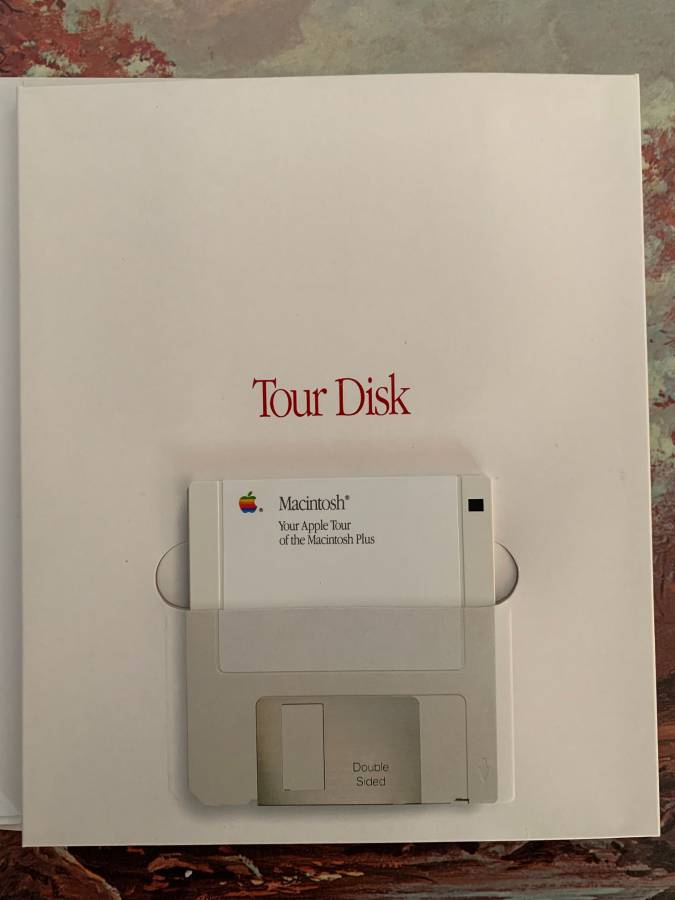 Tour Disk
Macintosh®
Your Apple Tour
of the Macintosh Plus
Double
Sided